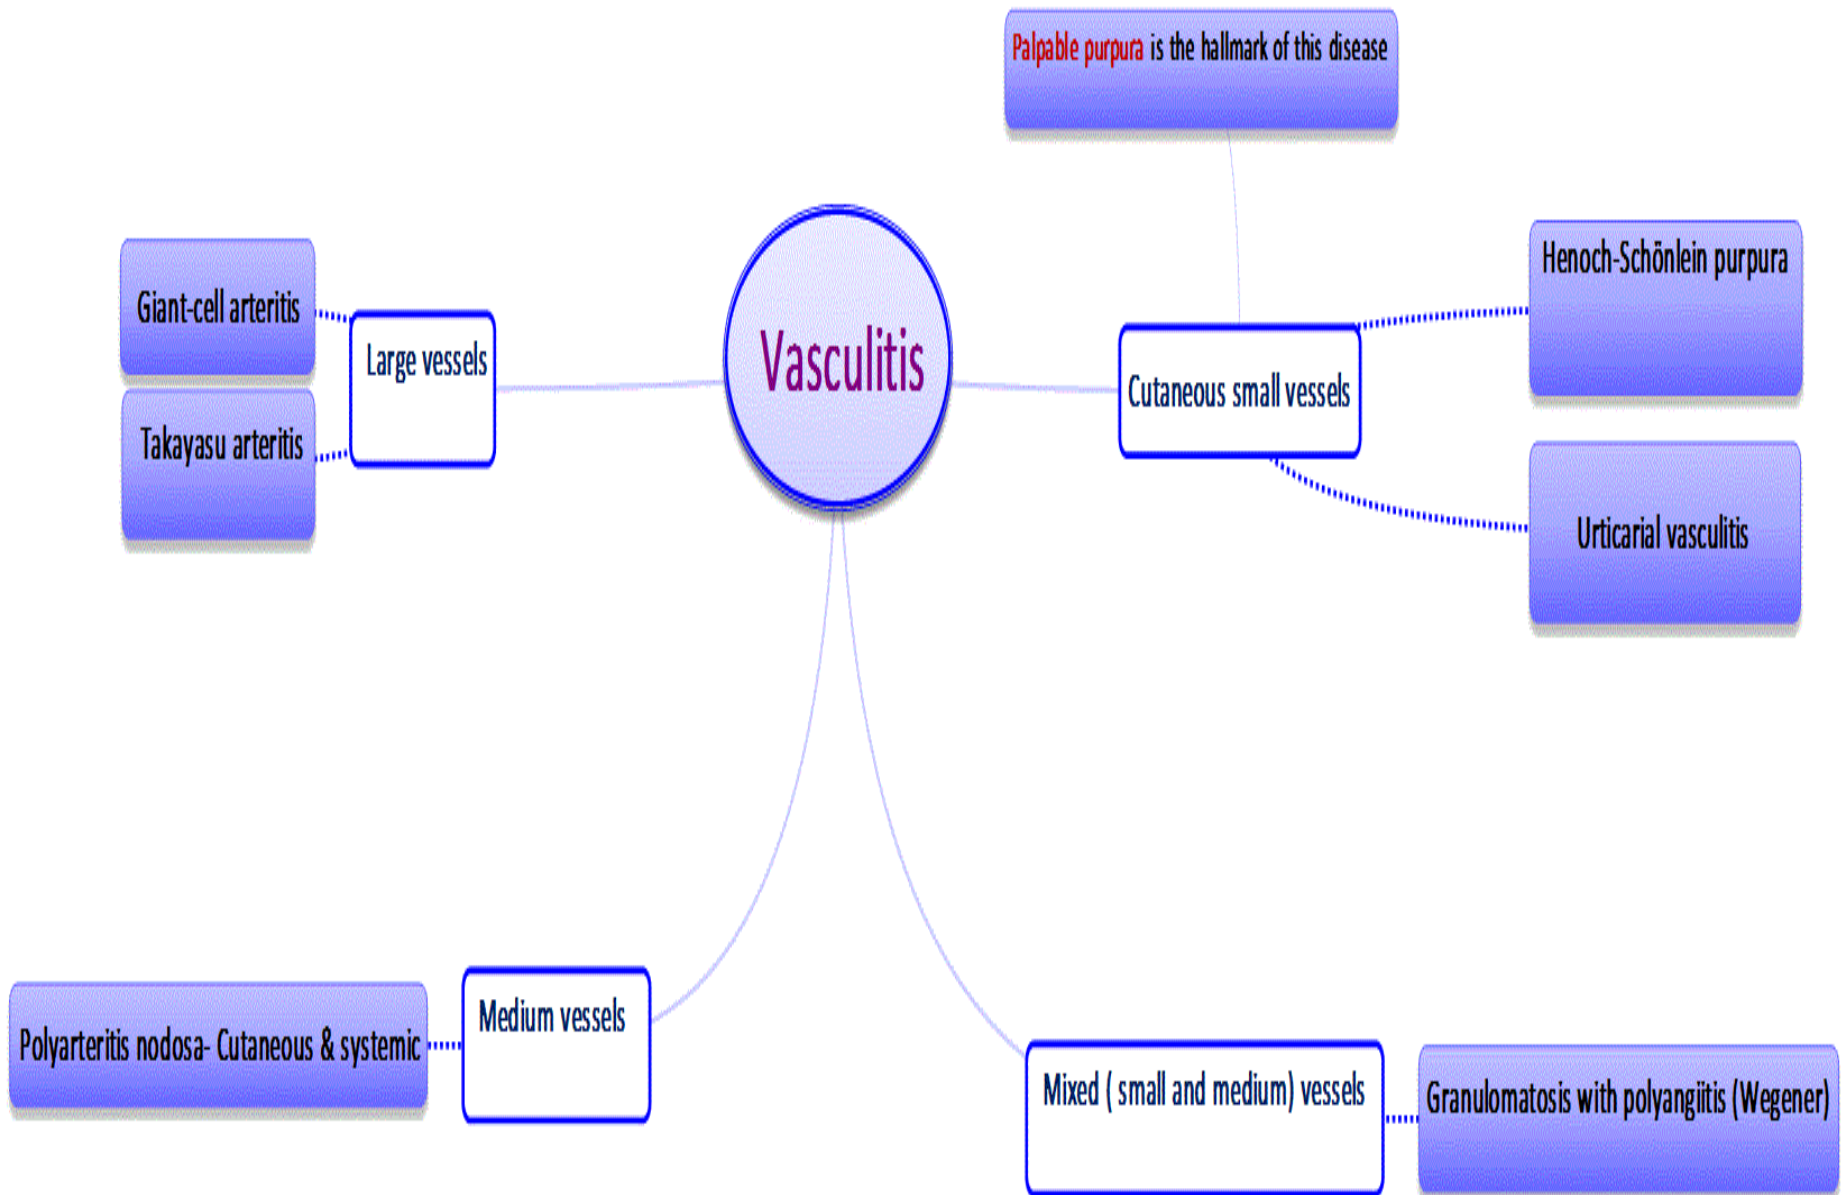 Palpable purpura is the hallmark of this disease
Henoch-Schönlein purpura
Giant-cell arteritis
Vasculitis
Large vessels
Cutaneous small vessels
Takayasu arteritis
Urticarial vasculitis
Medium vessels
Polyarteritis nodosa- Cutaneous & systemic
Mixed ( small and medium) vessels
Granulomatosis with polyangiitis (Wegener)